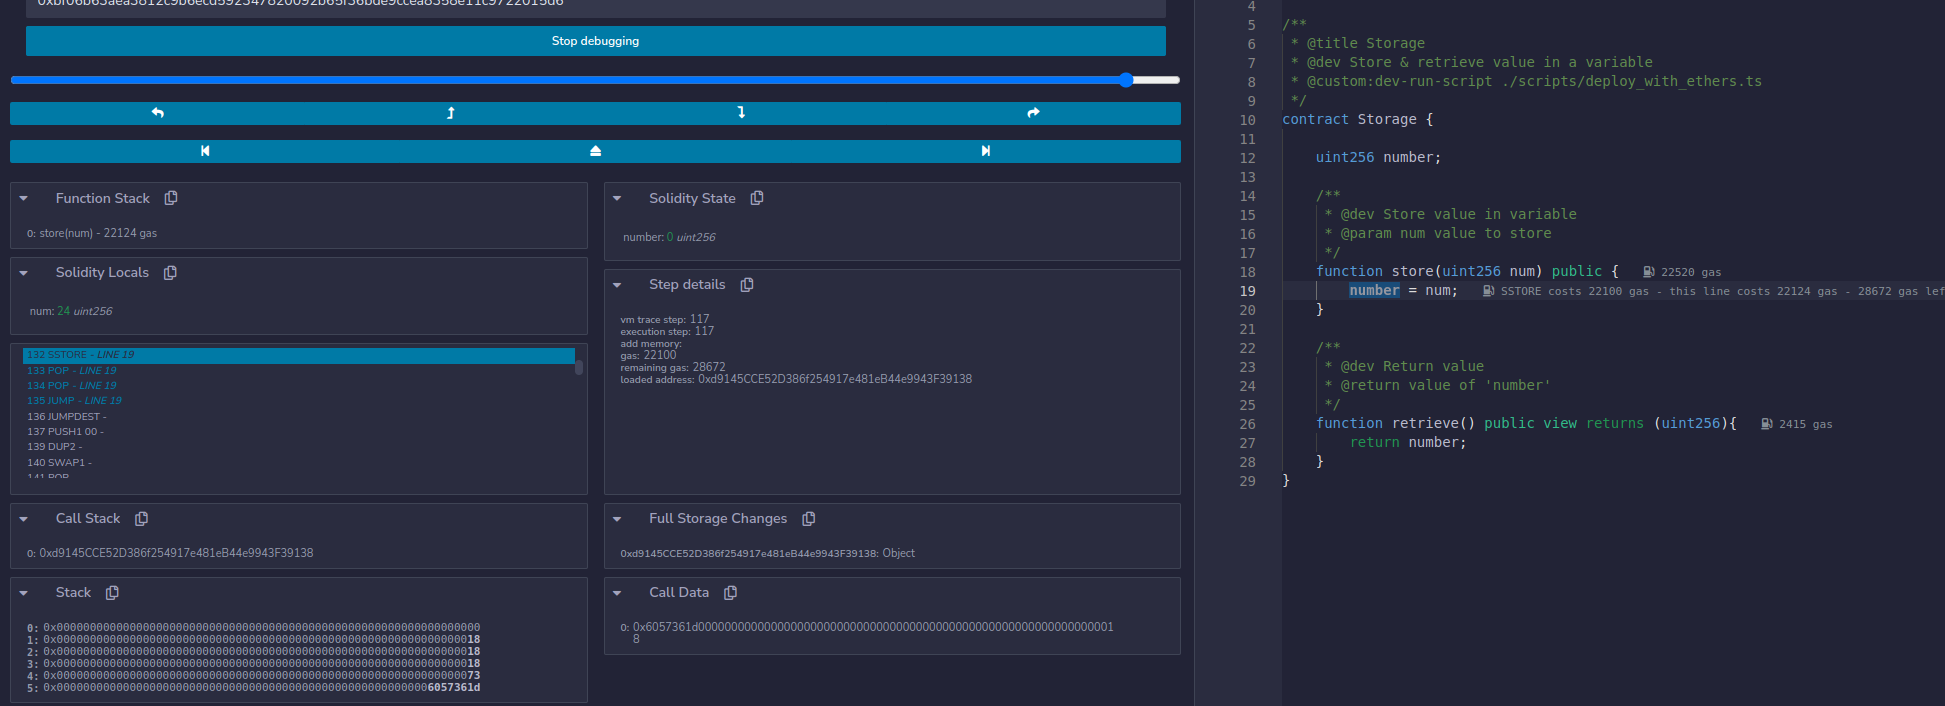 Stop debugging
Function Stack
0: store(num) - 22124 gas
Solidity Locals
num: 24 uint256
132 SSTORE - LINE 19
133 POP - LINE 19
134 POP - LINE 19
135 JUMP - LINE 19
136 JUMPDEST -
137 PUSH1 00 -
139 DUP2 -
140 SWAP1 -
141 POP
Call Stack
0: 0xd9145CCE52D386f254917e481eB44e9943F39138
Stack
0: 0x0000000000000000000000000000000000000000000000000000000000000000
1: 0x0000000000000000000000000000000000000000000000000000000000000018
2: 0x0000000000000000000000000000000000000000000000000000000000000018
3: 0x0000000000000000000000000000000000000000000000000000000000000018
4: 0x0000000000000000000000000000000000000000000000000000000000000073
5: 0x000000000000000000000000000000000000000000000000000000006057361d
Solidity State
number: 0 uint256
Step details
vm trace step: 117
execution step: 117
add memory:
gas: 22100
remaining gas: 28672
loaded address: 0xd9145CCE52D386f254917e481eB44e9943F39138
Full Storage Changes
0xd9145CCE52D386f254917e481eB44e9943F39138: Object
Call Data
0: 0x6057361d000000000000000000000000000000000000000000000000000000000000001
8
4
5 /**
6 * @title Storage
7 * @dev Store & retrieve value in a variable
8 * @custom:dev-run-script ./scripts/deploy_with_ethers.ts
9 */
10 contract Storage {
11
12 uint256 number;
13
14 /**
15 * @dev Store value in variable
16 * @param num value to store
17 */
18 function store(uint256 num) public { 22520 gas
19 number = num; SSTORE costs 22100 gas - this line costs 22124 gas - 28672 gas lef
20 }
21
22 /**
23 * @dev Return value
24 * @return value of 'number'
25 */
26 function retrieve() public view returns (uint256){ 2415 gas
27 return number;
28 }
29 }